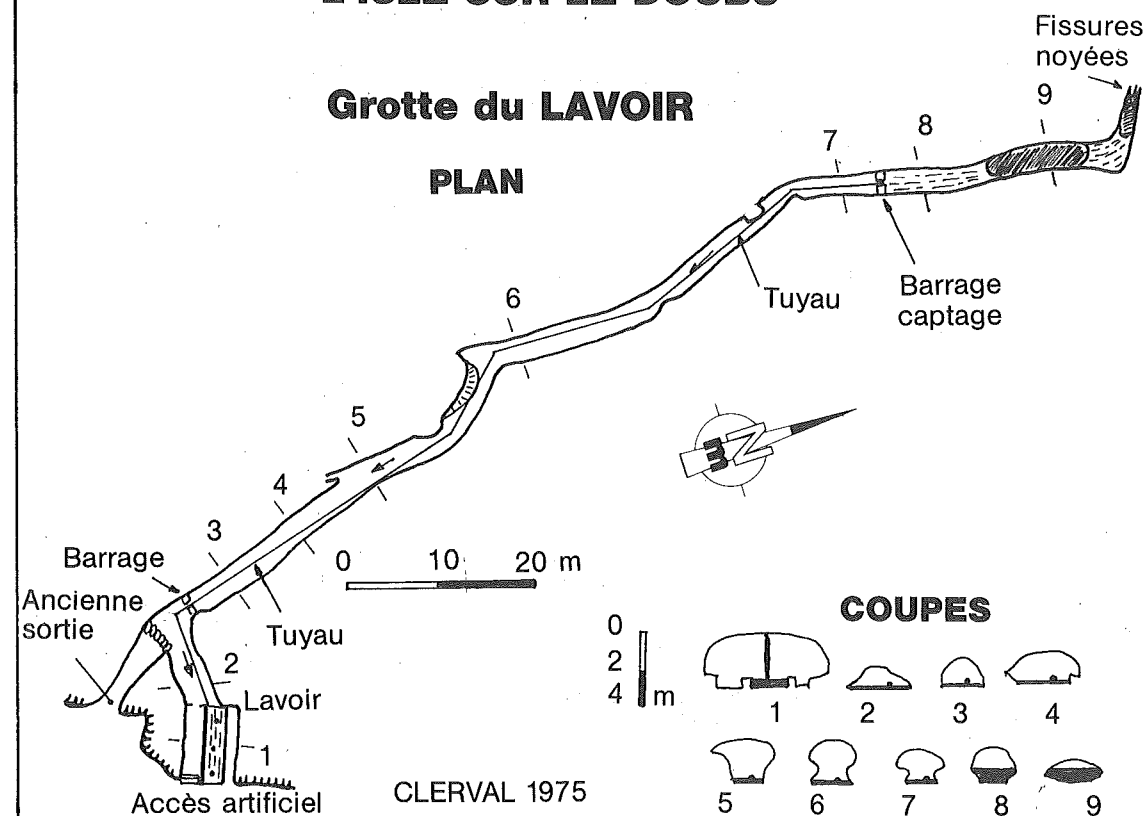 Grotte du LAVOIR
PLAN
Fissures
noyées
9
8
7
Barrage
captage
Tuyau
6
5
4
3
N
Barrage
Ancienne
sortie
Tuyau
0 10 20 m
2
Lavoir
1
Accès artificiel
CLERVAL 1975
COUPES
0
2
4 m
1 2 3 4
5 6 7 8 9